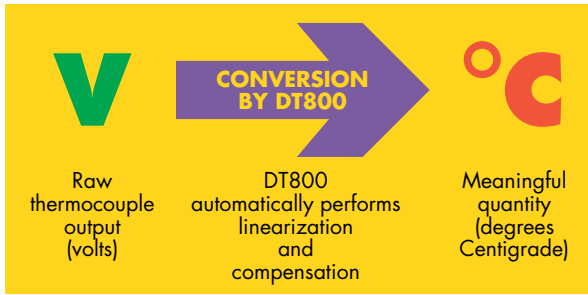 V
CONVERSION
BY DT800
°C
Raw
thermocouple
output
(volts)
DT800
automatically performs
linearization
and
compensation
Meaningful
quantity
(degrees
Centigrade)